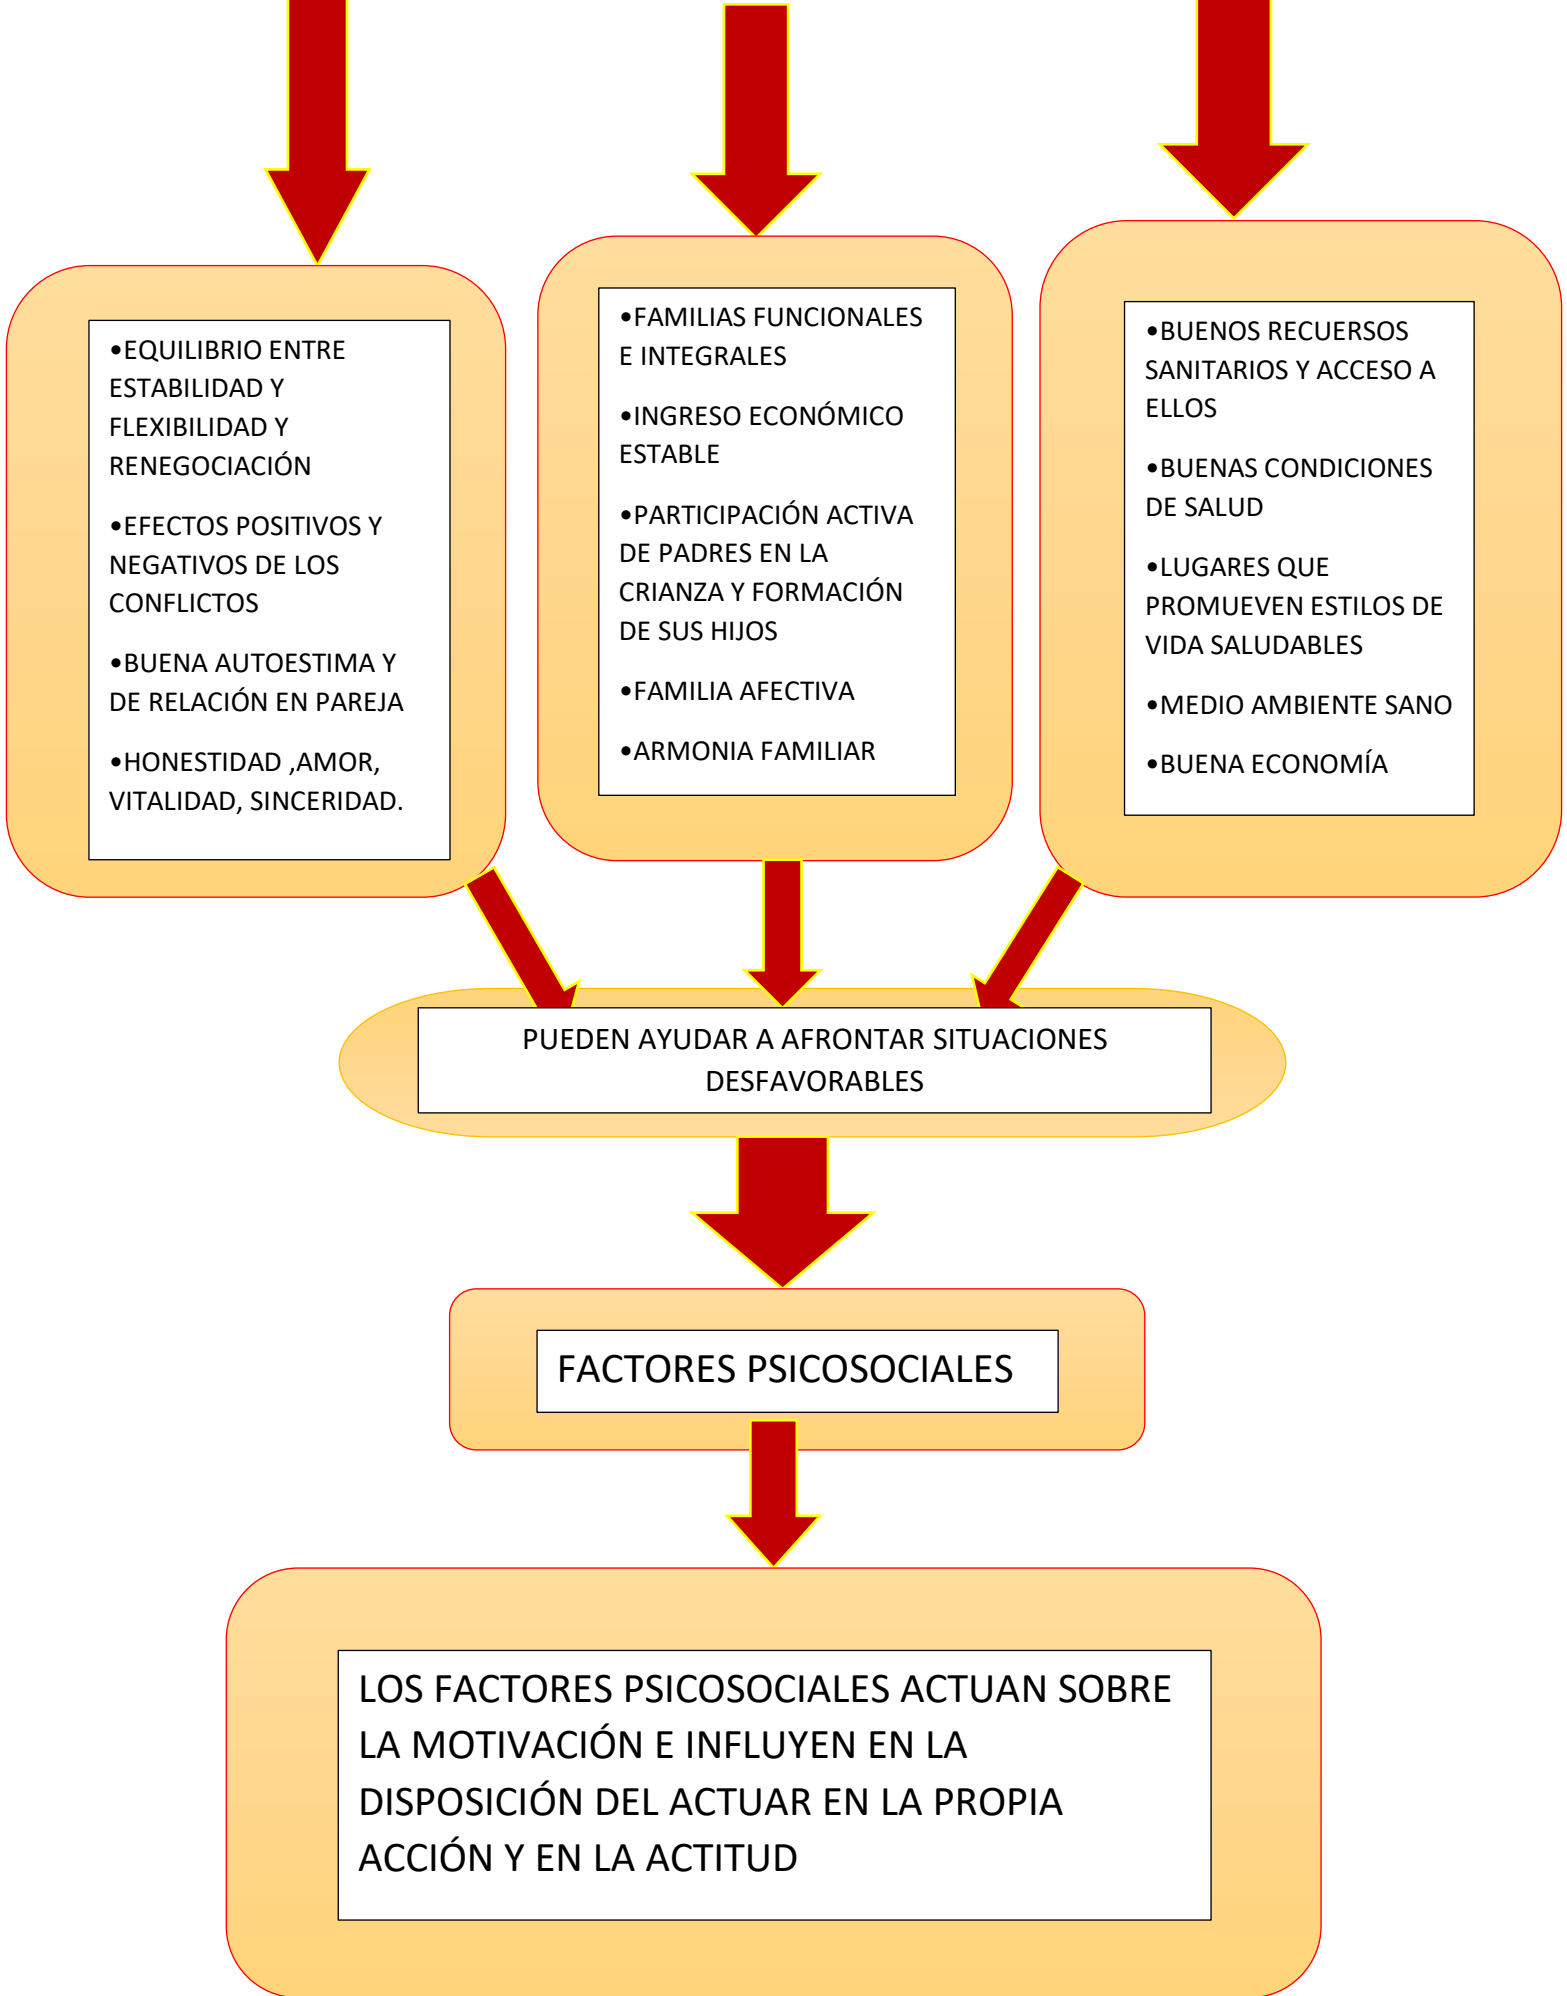 •EQUILIBRIO ENTRE
ESTABILIDAD Y
FLEXIBILIDAD Y
RENEGOCIACIÓN
•EFECTOS POSITIVOS Y
NEGATIVOS DE LOS
CONFLICTOS
•BUENA AUTOESTIMA Y
DE RELACIÓN EN PAREJA
•HONESTIDAD ,AMOR,
VITALIDAD, SINCERIDAD.
•FAMILIAS FUNCIONALES
E INTEGRALES
•INGRESO ECONÓMICO
ESTABLE
•PARTICIPACIÓN ACTIVA
DE PADRES EN LA
CRIANZA Y FORMACIÓN
DE SUS HIJOS
•FAMILIA AFECTIVA
•ARMONIA FAMILIAR
•BUENOS RECUERSOS
SANITARIOS Y ACCESO A
ELLOS
•BUENAS CONDICIONES
DE SALUD
•LUGARES QUE
PROMUEVEN ESTILOS DE
VIDA SALUDABLES
•MEDIO AMBIENTE SANO
•BUENA ECONOMÍA
PUEDEN AYUDAR A AFRONTAR SITUACIONES
DESFAVORABLES
FACTORES PSICOSOCIALES
LOS FACTORES PSICOSOCIALES ACTUAN SOBRE
LA MOTIVACIÓN E INFLUYEN EN LA
DISPOSICIÓN DEL ACTUAR EN LA PROPIA
ACCIÓN Y EN LA ACTITUD